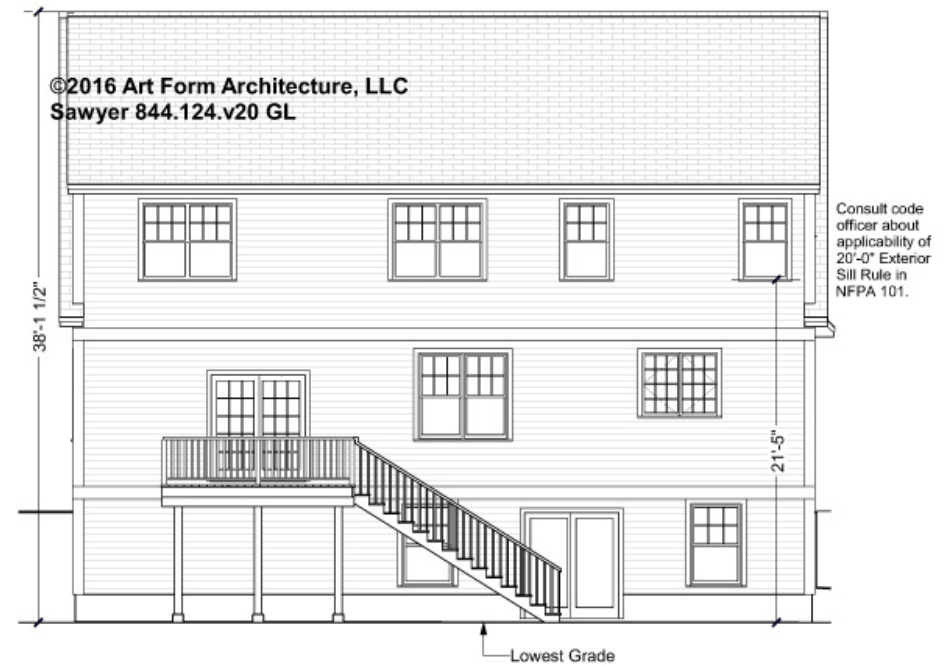 ©2016 Art Form Architecture, LLC
Sawyer 844.124.v20 GL
Consult code
officer about
applicability of
20'-0" Exterior
Sill Rule in
NFPA 101.
38'-1 1/2"
21'-5"
Lowest Grade